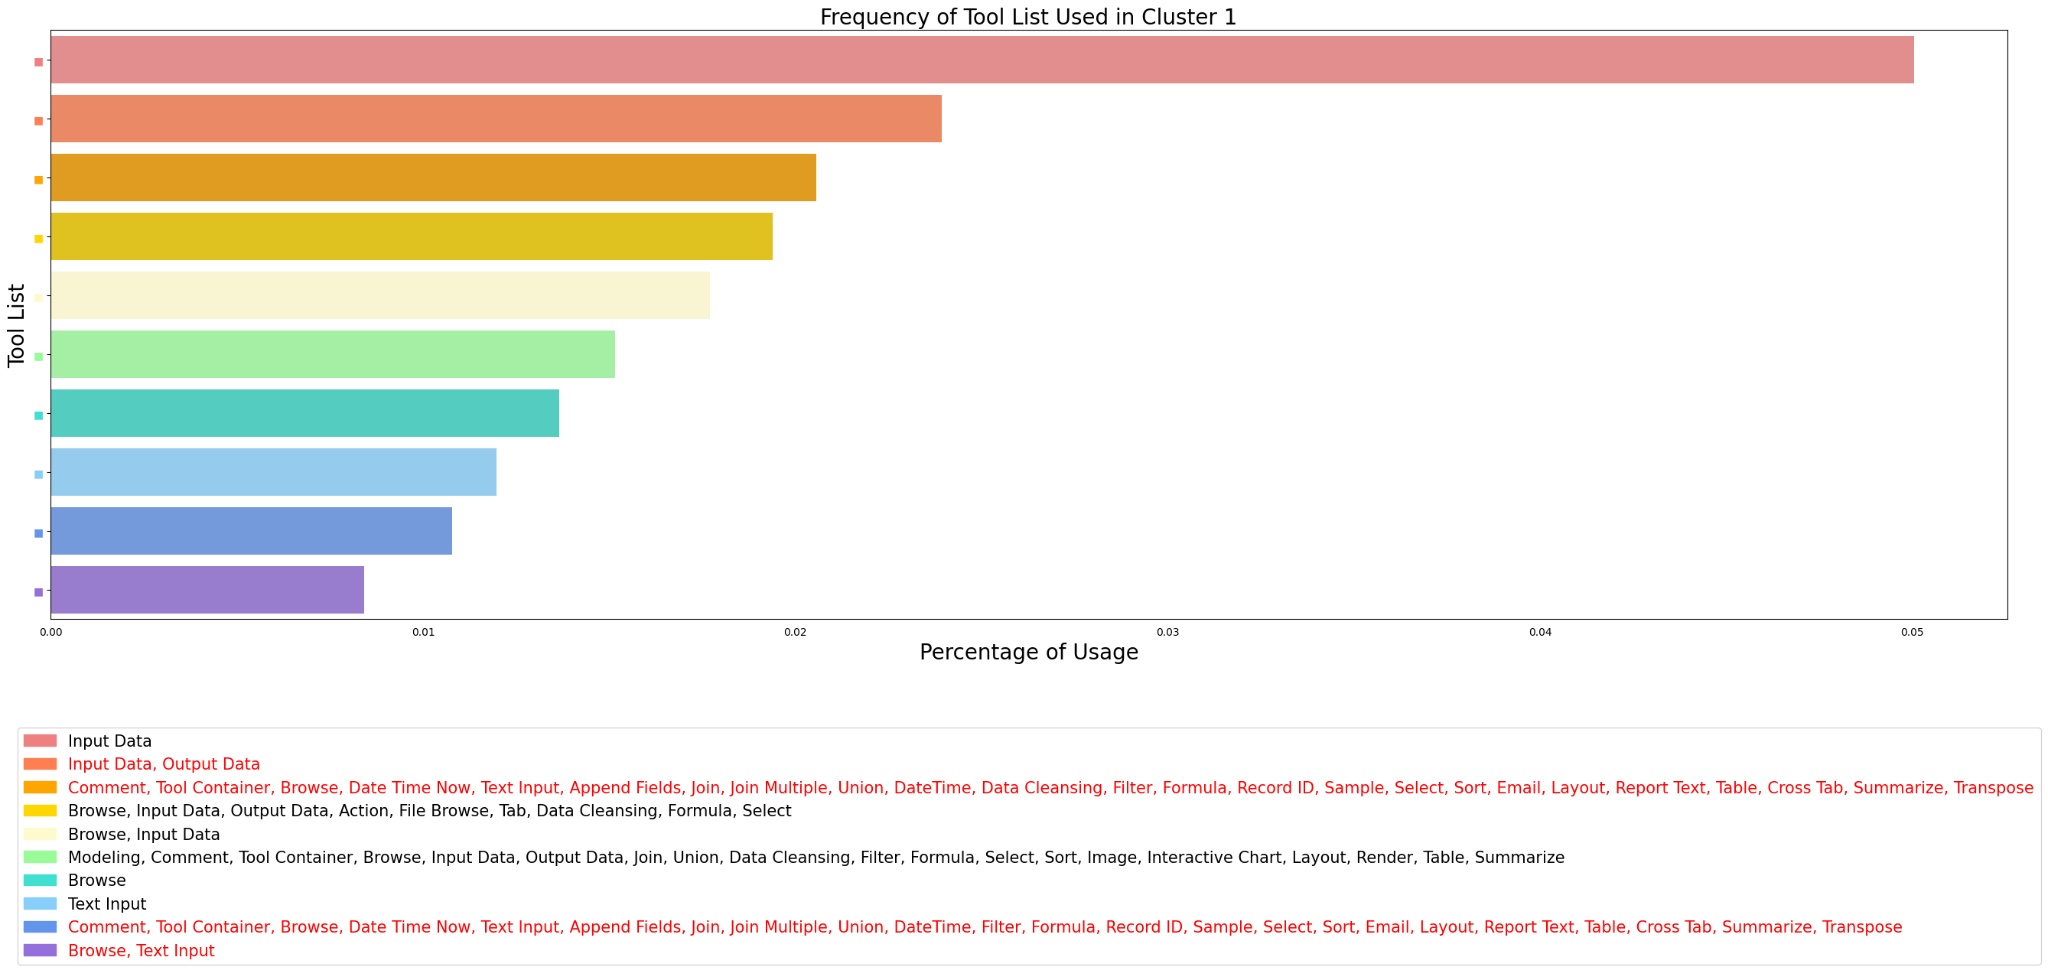 Frequency of Tool List Used in Cluster 1
Tool List
0.00 0.01 0.02 0.03 0.04 0.05
Percentage of Usage
Input Data
Input Data, Output Data
Comment, Tool Container, Browse, Date Time Now, Text Input, Append Fields, Join, Join Multiple, Union, DateTime, Data Cleansing, Filter, Formula, Record ID, Sample, Select, Sort, Email, Layout, Report Text, Table, Cross Tab, Summarize, Transpose
Browse, Input Data, Output Data, Action, File Browse, Tab, Data Cleansing, Formula, Select
Browse, Input Data
Modeling, Comment, Tool Container, Browse, Input Data, Output Data, Join, Union, Data Cleansing, Filter, Formula, Select, Sort, Image, Interactive Chart, Layout, Render, Table, Summarize
Browse
Text Input
Comment, Tool Container, Browse, Date Time Now, Text Input, Append Fields, Join, Join Multiple, Union, DateTime, Filter, Formula, Record ID, Sample, Select, Sort, Email, Layout, Report Text, Table, Cross Tab, Summarize, Transpose
Browse, Text Input